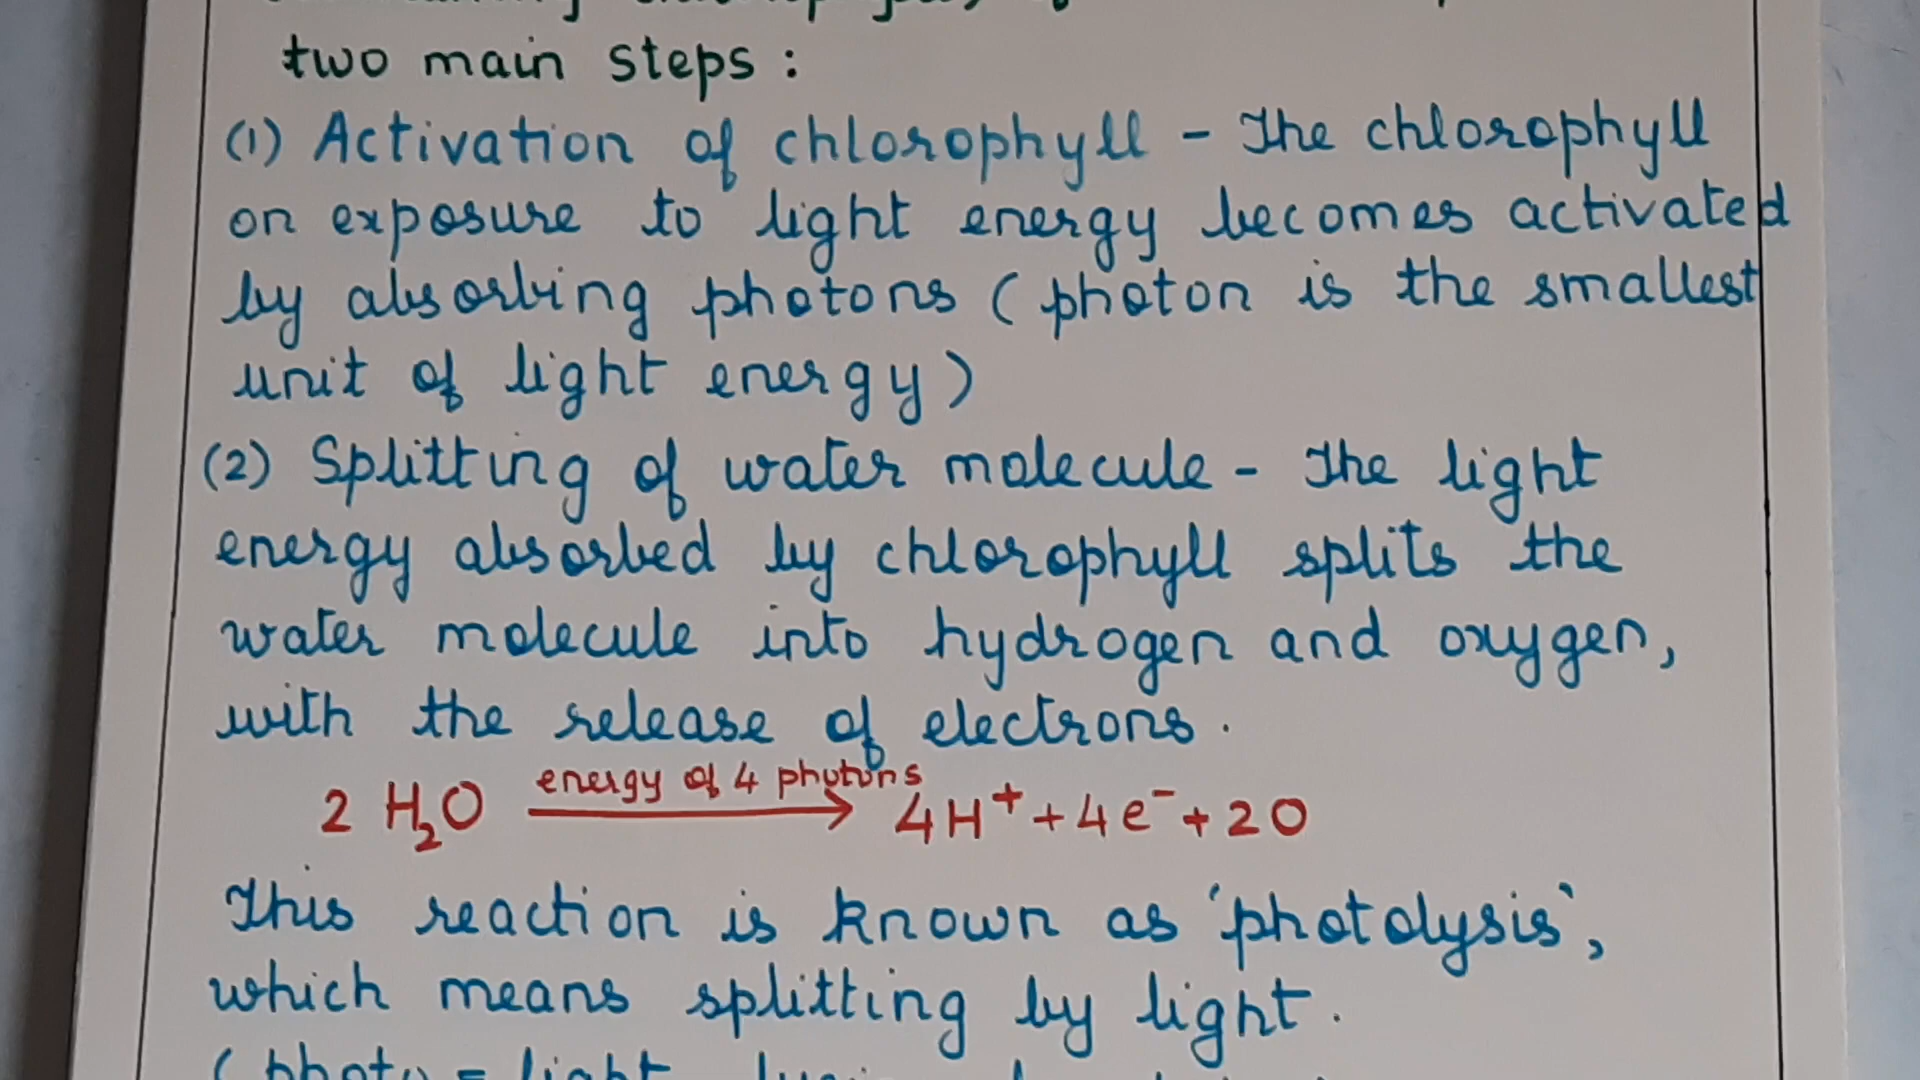 two main steps :
(1) Activation of chlorophyll - The chlorophyll
on exposure to light energy becomes activated
by absorbing photons ( photon is the smallest
unit of light energy )
(2) Splitting of water molecule - The light
energy absorbed by chlorophyll splits the
water molecule into hydrogen and oxygen,
with the release of electrons .
energy of 4 photons
2 H₂O ⟶ 4H⁺ + 4e⁻ + 2O
This reaction is known as 'photolysis',
which means splitting by light .
( photo = light